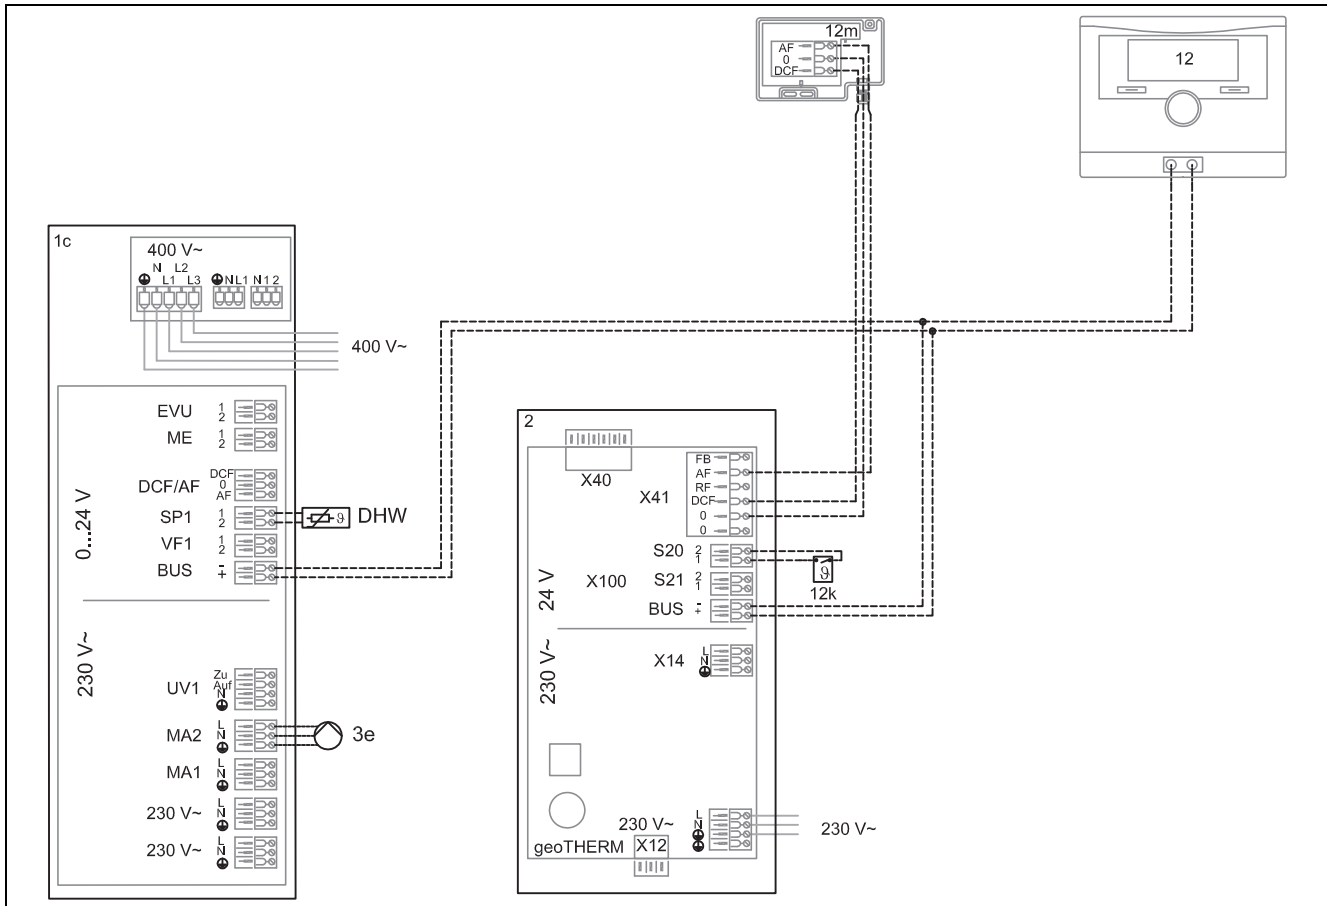 12m
AF
0
DCF
12
1c
400 V~
N L2
L1 L3
N L1 N 1 2
400 V~
EVU 1
2
ME 1
2
DCF/AF DCF
0
AF
SP1 1
2
DHW
VF1 1
2
BUS -
+
0...24 V
230 V~
UV1 Zu
Auf
N
MA2 L
N
3e
MA1 L
N
230 V~ L
N
230 V~ L
N
2
X40
X41
FB
AF
RF
DCF
0
0
S20 2
1
12k
X100
S21 2
1
BUS -
+
24 V
230 V~
X14 L
N
230 V~ L
N
230 V~
geoTHERM X12